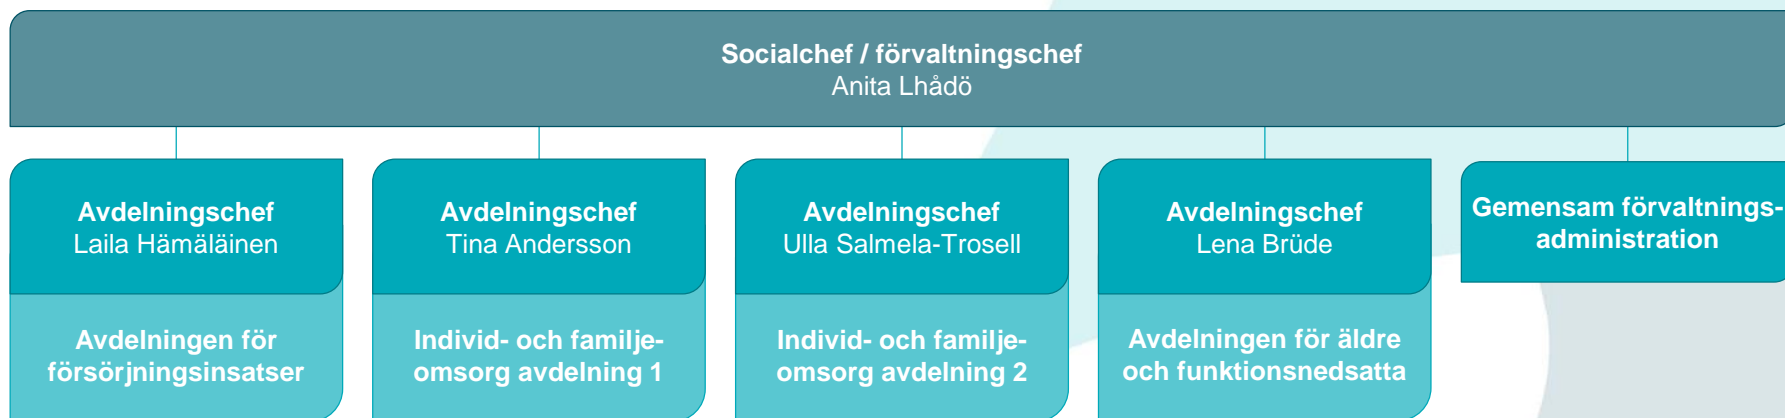 Socialchef / förvaltningschef
Anita Lhådö
Avdelningschef
Laila Hämäläinen
Avdelningen för
försörjningsinsatser
Avdelningschef
Tina Andersson
Individ- och familje-
omsorg avdelning 1
Avdelningschef
Ulla Salmela-Trosell
Individ- och familje-
omsorg avdelning 2
Avdelningschef
Lena Brüde
Avdelningen för äldre
och funktionsnedsatta
Gemensam förvaltnings-
administration